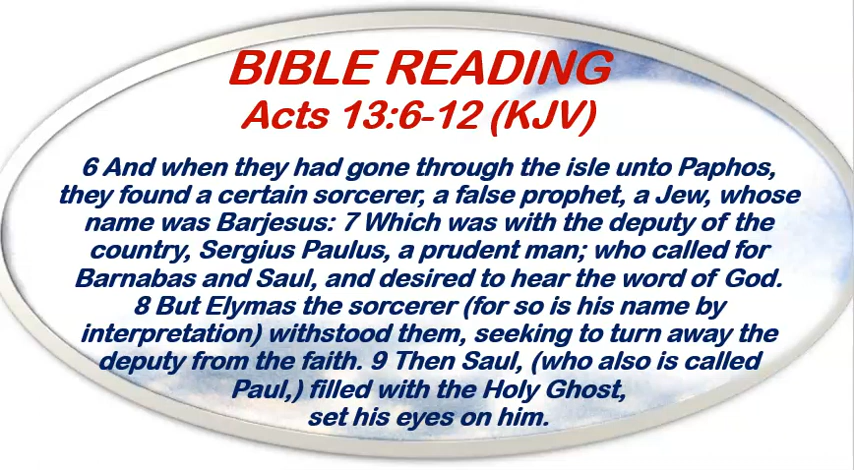 BIBLE READING
Acts 13:6-12 (KJV)
6 And when they had gone through the isle unto Paphos,
they found a certain sorcerer, a false prophet, a Jew, whose
name was Barjesus: 7 Which was with the deputy of the
country, Sergius Paulus, a prudent man; who called for
Barnabas and Saul, and desired to hear the word of God.
8 But Elymas the sorcerer (for so is his name by
interpretation) withstood them, seeking to turn away the
deputy from the faith. 9 Then Saul, (who also is called
Paul,) filled with the Holy Ghost,
set his eyes on him.